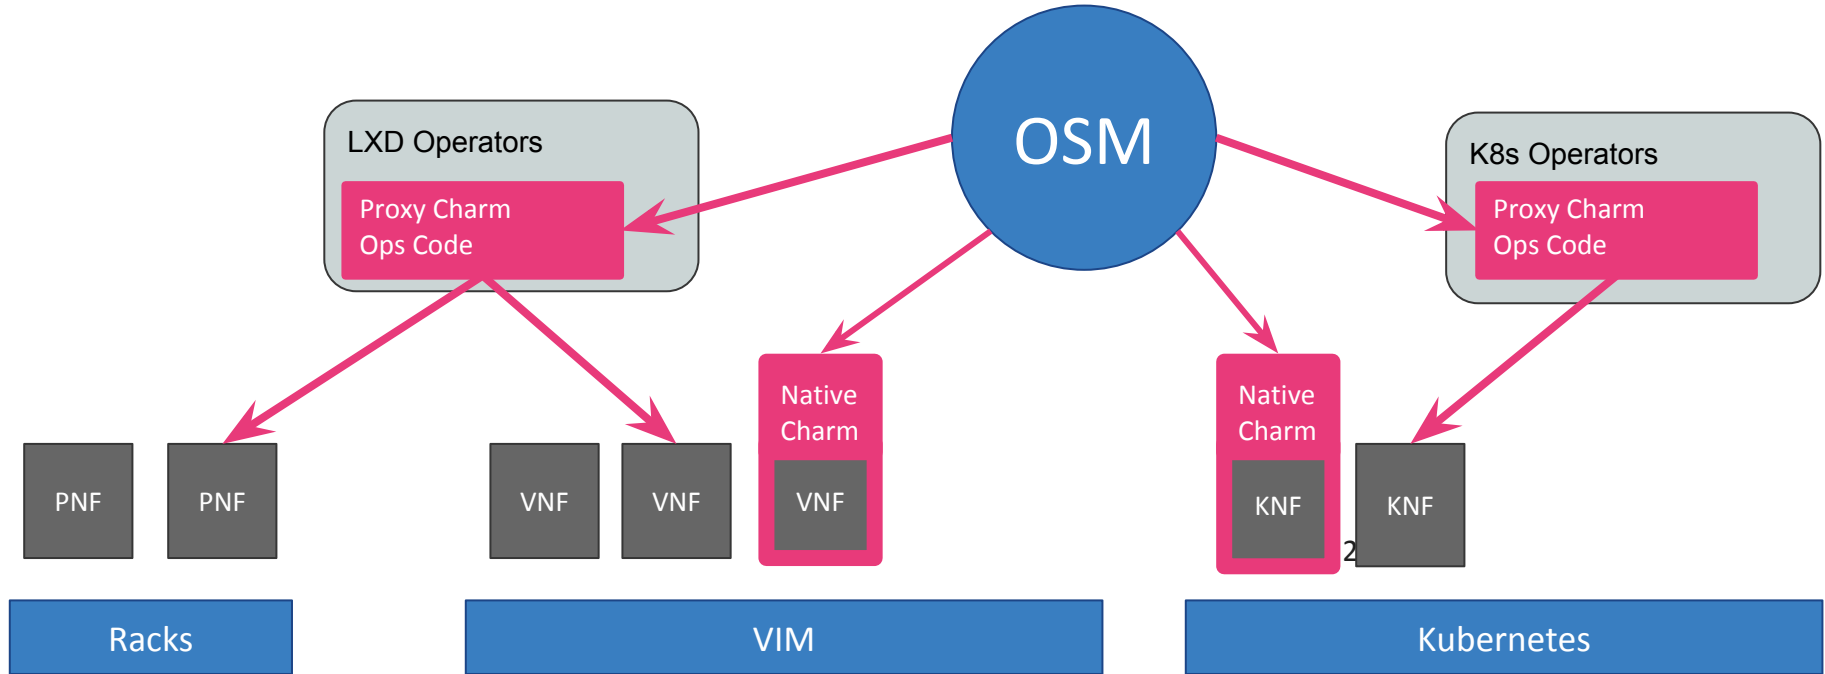 OSM
LXD Operators
Proxy Charm
Ops Code
K8s Operators
Proxy Charm
Ops Code
Native
Charm
Native
Charm
PNF
PNF
VNF
VNF
VNF
KNF
KNF
2
Racks
VIM
Kubernetes